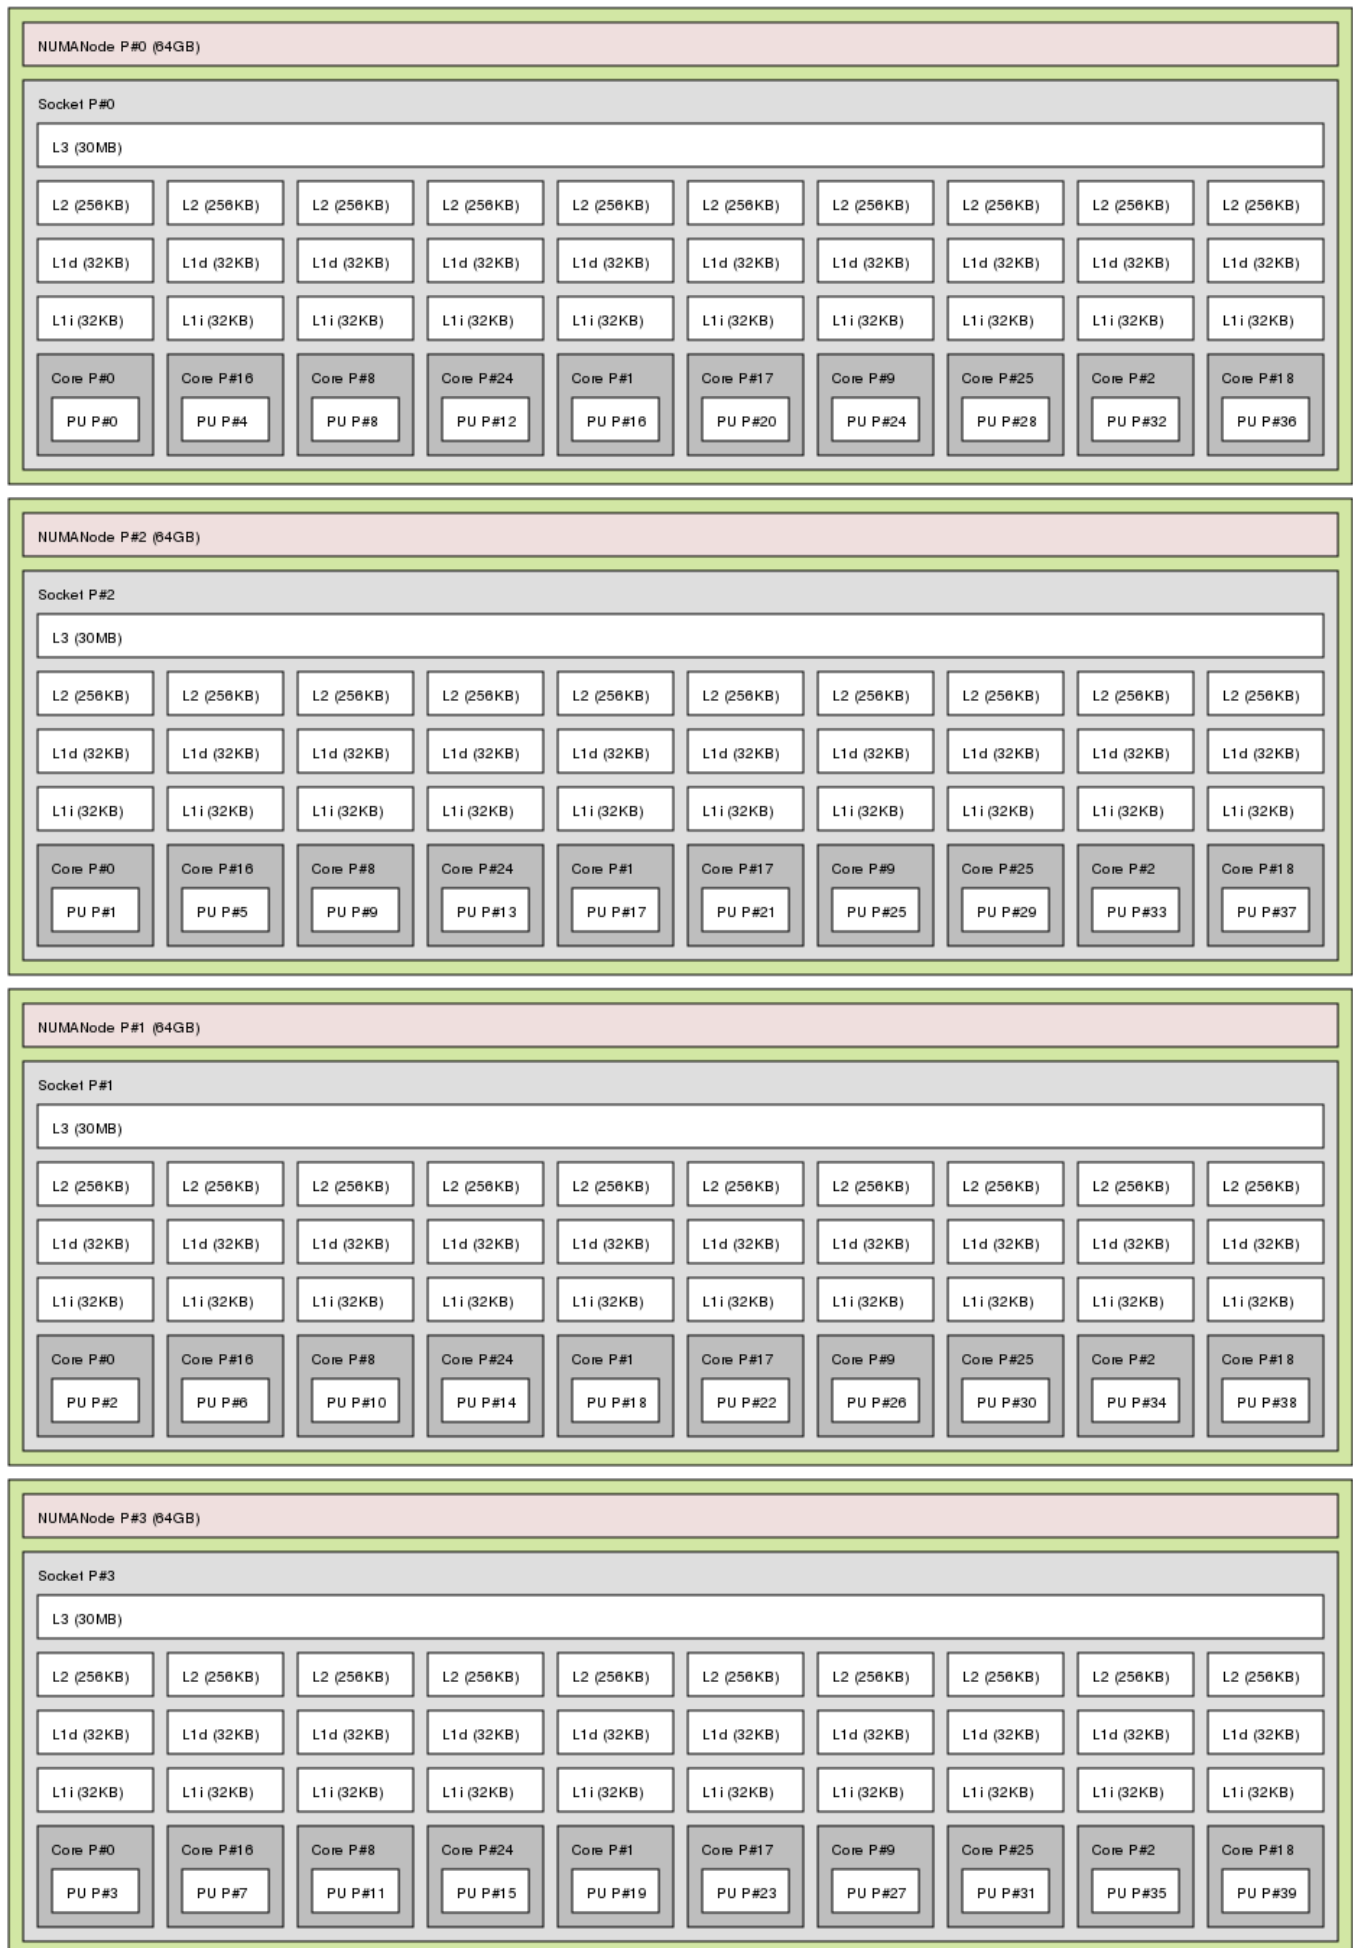 NUMANode P#0 (64GB)
Socket P#0
L3 (30MB)
L2 (256KB) L2 (256KB) L2 (256KB) L2 (256KB) L2 (256KB) L2 (256KB) L2 (256KB) L2 (256KB) L2 (256KB) L2 (256KB)
L1d (32KB) L1d (32KB) L1d (32KB) L1d (32KB) L1d (32KB) L1d (32KB) L1d (32KB) L1d (32KB) L1d (32KB) L1d (32KB)
L1i (32KB) L1i (32KB) L1i (32KB) L1i (32KB) L1i (32KB) L1i (32KB) L1i (32KB) L1i (32KB) L1i (32KB) L1i (32KB)
Core P#0 Core P#16 Core P#8 Core P#24 Core P#1 Core P#17 Core P#9 Core P#25 Core P#2 Core P#18
PU P#0 PU P#4 PU P#8 PU P#12 PU P#16 PU P#20 PU P#24 PU P#28 PU P#32 PU P#36
NUMANode P#2 (64GB)
Socket P#2
L3 (30MB)
L2 (256KB) L2 (256KB) L2 (256KB) L2 (256KB) L2 (256KB) L2 (256KB) L2 (256KB) L2 (256KB) L2 (256KB) L2 (256KB)
L1d (32KB) L1d (32KB) L1d (32KB) L1d (32KB) L1d (32KB) L1d (32KB) L1d (32KB) L1d (32KB) L1d (32KB) L1d (32KB)
L1i (32KB) L1i (32KB) L1i (32KB) L1i (32KB) L1i (32KB) L1i (32KB) L1i (32KB) L1i (32KB) L1i (32KB) L1i (32KB)
Core P#0 Core P#16 Core P#8 Core P#24 Core P#1 Core P#17 Core P#9 Core P#25 Core P#2 Core P#18
PU P#1 PU P#5 PU P#9 PU P#13 PU P#17 PU P#21 PU P#25 PU P#29 PU P#33 PU P#37
NUMANode P#1 (64GB)
Socket P#1
L3 (30MB)
L2 (256KB) L2 (256KB) L2 (256KB) L2 (256KB) L2 (256KB) L2 (256KB) L2 (256KB) L2 (256KB) L2 (256KB) L2 (256KB)
L1d (32KB) L1d (32KB) L1d (32KB) L1d (32KB) L1d (32KB) L1d (32KB) L1d (32KB) L1d (32KB) L1d (32KB) L1d (32KB)
L1i (32KB) L1i (32KB) L1i (32KB) L1i (32KB) L1i (32KB) L1i (32KB) L1i (32KB) L1i (32KB) L1i (32KB) L1i (32KB)
Core P#0 Core P#16 Core P#8 Core P#24 Core P#1 Core P#17 Core P#9 Core P#25 Core P#2 Core P#18
PU P#2 PU P#6 PU P#10 PU P#14 PU P#18 PU P#22 PU P#26 PU P#30 PU P#34 PU P#38
NUMANode P#3 (64GB)
Socket P#3
L3 (30MB)
L2 (256KB) L2 (256KB) L2 (256KB) L2 (256KB) L2 (256KB) L2 (256KB) L2 (256KB) L2 (256KB) L2 (256KB) L2 (256KB)
L1d (32KB) L1d (32KB) L1d (32KB) L1d (32KB) L1d (32KB) L1d (32KB) L1d (32KB) L1d (32KB) L1d (32KB) L1d (32KB)
L1i (32KB) L1i (32KB) L1i (32KB) L1i (32KB) L1i (32KB) L1i (32KB) L1i (32KB) L1i (32KB) L1i (32KB) L1i (32KB)
Core P#0 Core P#16 Core P#8 Core P#24 Core P#1 Core P#17 Core P#9 Core P#25 Core P#2 Core P#18
PU P#3 PU P#7 PU P#11 PU P#15 PU P#19 PU P#23 PU P#27 PU P#31 PU P#35 PU P#39